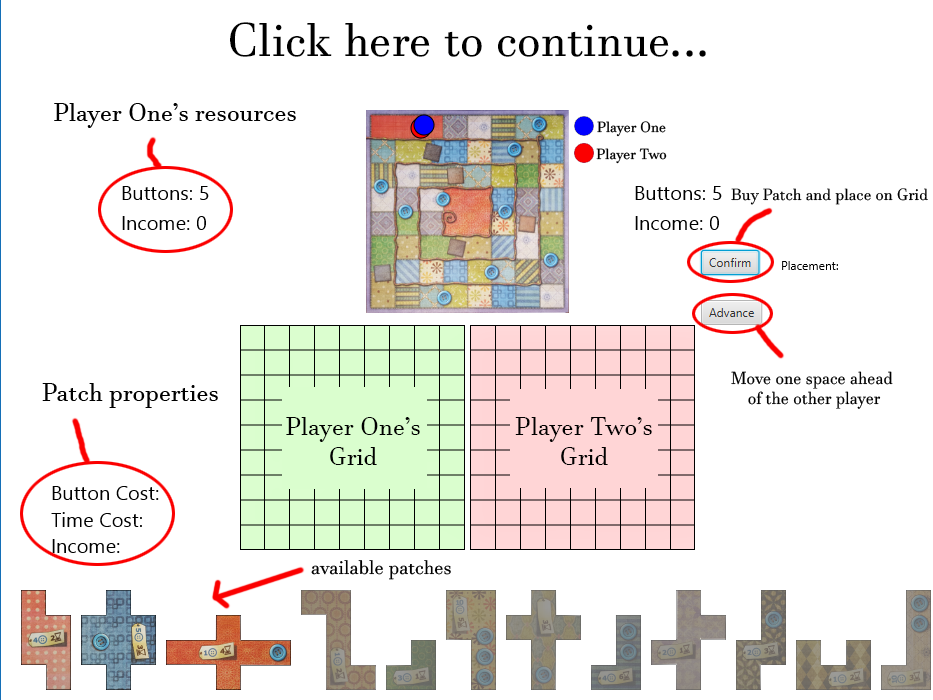 Click here to continue...
Player One's resources
Player One
Player Two
Buttons: 5
Income: 0
Buttons: 5
Buy Patch and place on Grid
Income: 0
Confirm
Placement:
Advance
Move one space ahead
of the other player
Patch properties
Player One's
Grid
Player Two's
Grid
Button Cost:
Time Cost:
Income:
available patches